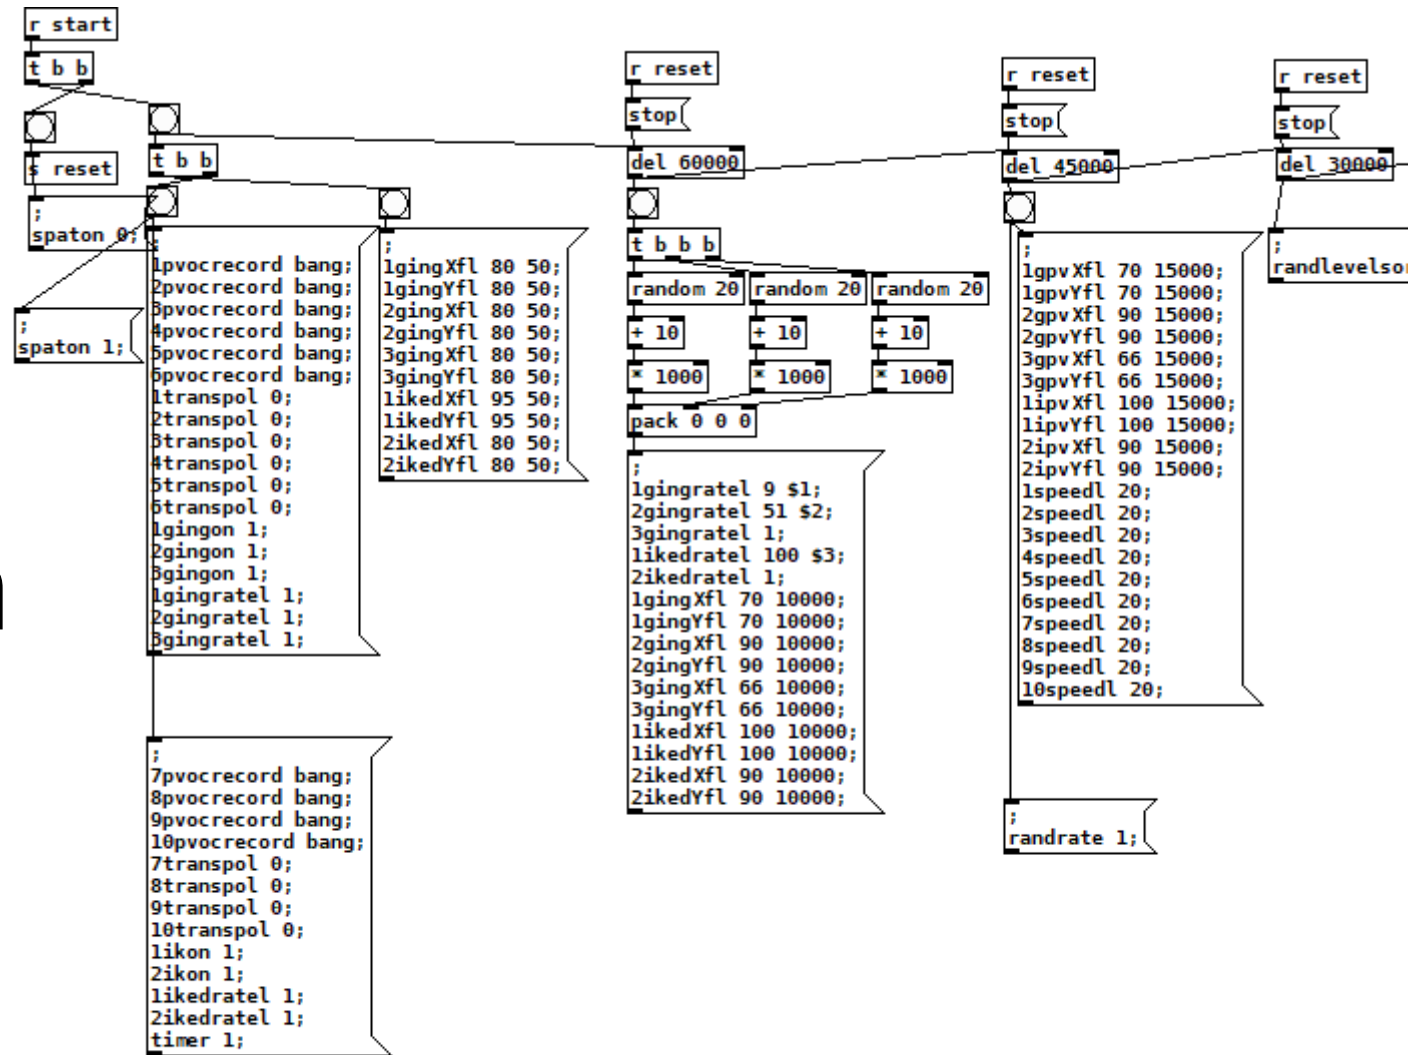 r start
t b b
s reset
;
spaton 0;
;
spaton 1;
t b b
;
1pvocrecord bang;
2pvocrecord bang;
3pvocrecord bang;
4pvocrecord bang;
5pvocrecord bang;
6pvocrecord bang;
1transpol 0;
2transpol 0;
3transpol 0;
4transpol 0;
5transpol 0;
6transpol 0;
1gingon 1;
2gingon 1;
3gingon 1;
1gingratel 1;
2gingratel 1;
3gingratel 1;
;
7pvocrecord bang;
8pvocrecord bang;
9pvocrecord bang;
10pvocrecord bang;
7transpol 0;
8transpol 0;
9transpol 0;
10transpol 0;
1ikon 1;
2ikon 1;
1ikedratel 1;
2ikedratel 1;
timer 1;
;
1gingXfl 80 50;
1gingYfl 80 50;
2gingXfl 80 50;
2gingYfl 80 50;
3gingXfl 80 50;
3gingYfl 80 50;
1ikedXfl 95 50;
1ikedYfl 95 50;
2ikedXfl 80 50;
2ikedYfl 80 50;
r reset
stop
del 60000
t b b b
random 20 random 20 random 20
+ 10 + 10 + 10
* 1000 * 1000 * 1000
pack 0 0 0
;
1gingratel 9 $1;
2gingratel 51 $2;
3gingratel 1;
1ikedratel 100 $3;
2ikedratel 1;
1gingXfl 70 10000;
1gingYfl 70 10000;
2gingXfl 90 10000;
2gingYfl 90 10000;
3gingXfl 66 10000;
3gingYfl 66 10000;
1ikedXfl 100 10000;
1ikedYfl 100 10000;
2ikedXfl 90 10000;
2ikedYfl 90 10000;
r reset
stop
del 45000
;
1gpvXfl 70 15000;
1gpvYfl 70 15000;
2gpvXfl 90 15000;
2gpvYfl 90 15000;
3gpvXfl 66 15000;
3gpvYfl 66 15000;
1ipvXfl 100 15000;
1ipvYfl 100 15000;
2ipvXfl 90 15000;
2ipvYfl 90 15000;
1speedl 20;
2speedl 20;
3speedl 20;
4speedl 20;
5speedl 20;
6speedl 20;
7speedl 20;
8speedl 20;
9speedl 20;
10speedl 20;
;
randrate 1;
r reset
stop
del 30000
;